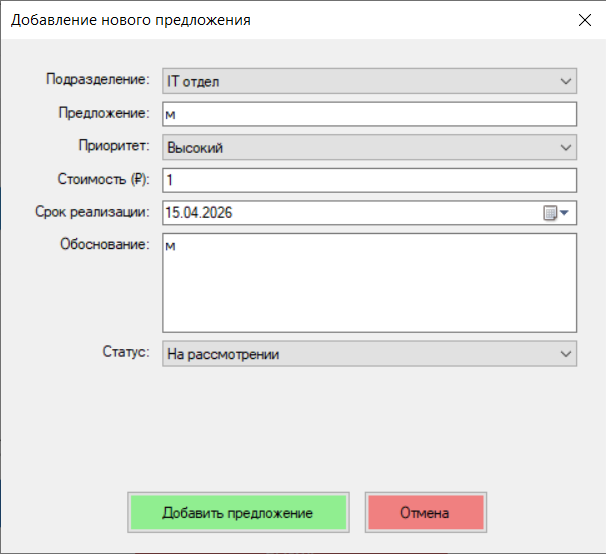 Добавление нового предложения
Подразделение: IT отдел
Предложение: м
Приоритет: Высокий
Стоимость (₽): 1
Срок реализации: 15.04.2026
Обоснование: м
Статус: На рассмотрении
Добавить предложение Отмена